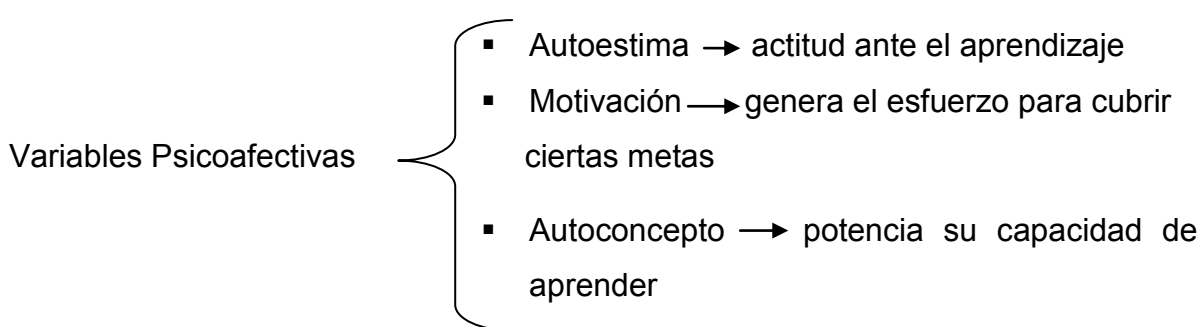 ▪ Autoestima → actitud ante el aprendizaje
▪ Motivación → genera el esfuerzo para cubrir
ciertas metas
Variables Psicoafectivas
▪ Autoconcepto → potencia su capacidad de
aprender